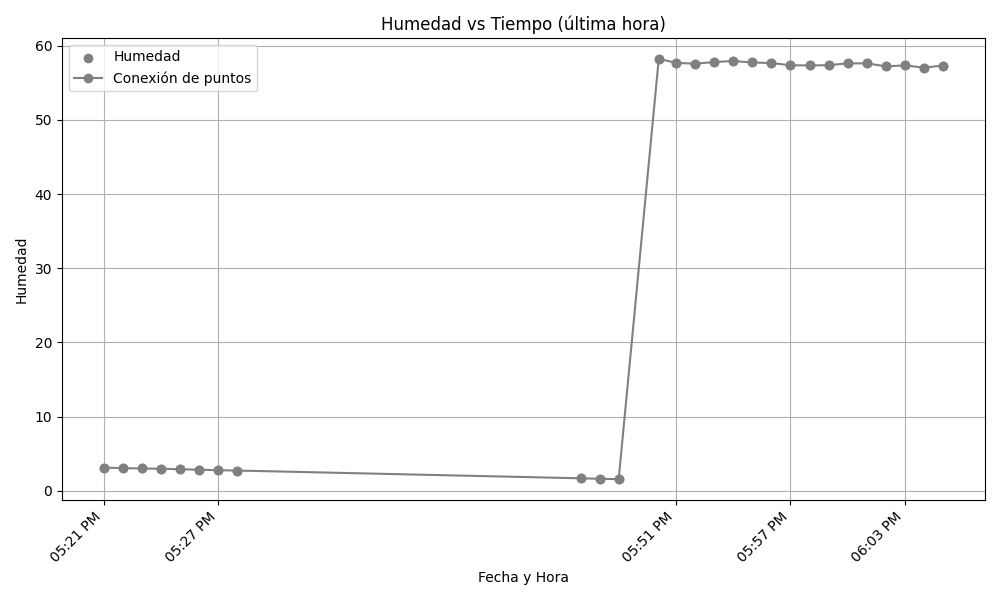 Humedad vs Tiempo (última hora)
Humedad
Conexión de puntos
60
50
40
30
20
10
0
Humedad
05:21 PM
05:27 PM
05:51 PM
05:57 PM
06:03 PM
Fecha y Hora